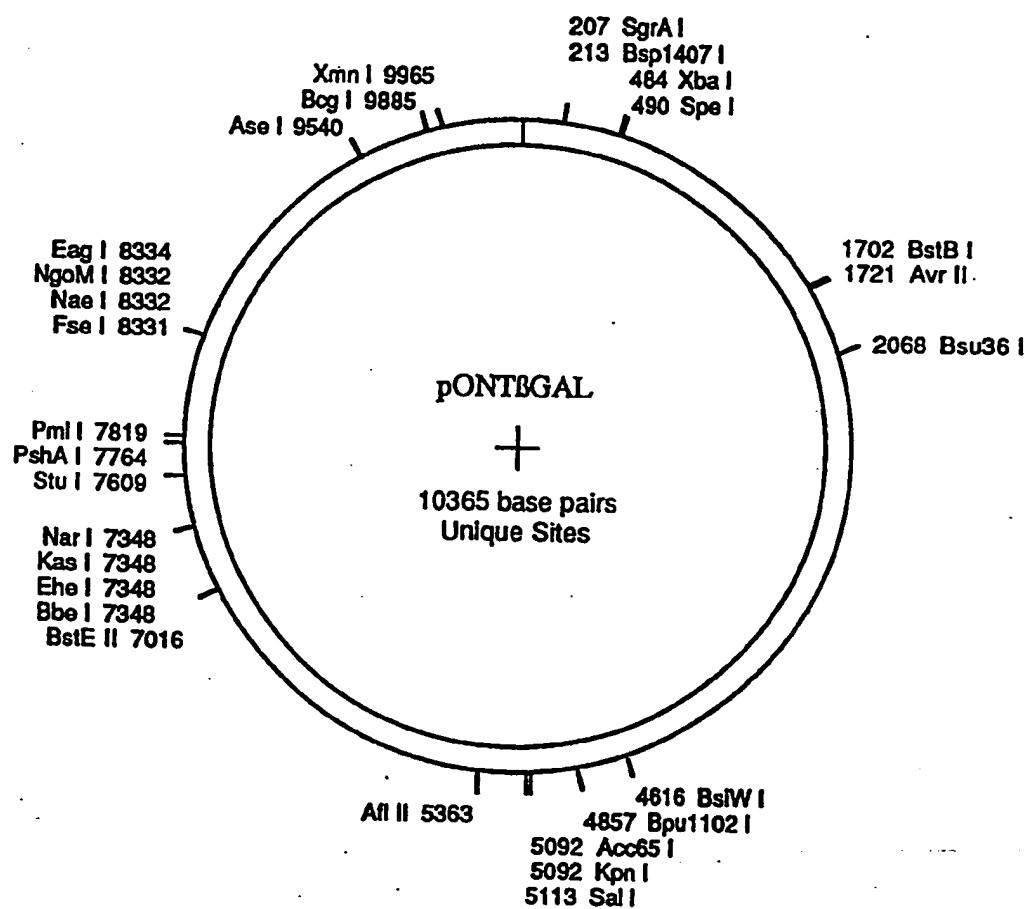 207 SgrA I
213 Bsp1407 I
484 Xba I
490 Spe I
Xmn I 9965
Bcg I 9885
Ase I 9540
1702 BstB I
1721 Avr II
2068 Bsu36 I
Eag I 8334
NgoM I 8332
Nae I 8332
Fse I 8331
pONTßGAL
10365 base pairs
Unique Sites
Pml I 7819
PshA I 7764
Stu I 7609
Nar I 7348
Kas I 7348
Ehe I 7348
Bbe I 7348
BstE II 7016
Afl II 5363
4616 BsiW I
4857 Bpu1102 I
5092 Acc65 I
5092 Kpn I
5113 Sal I